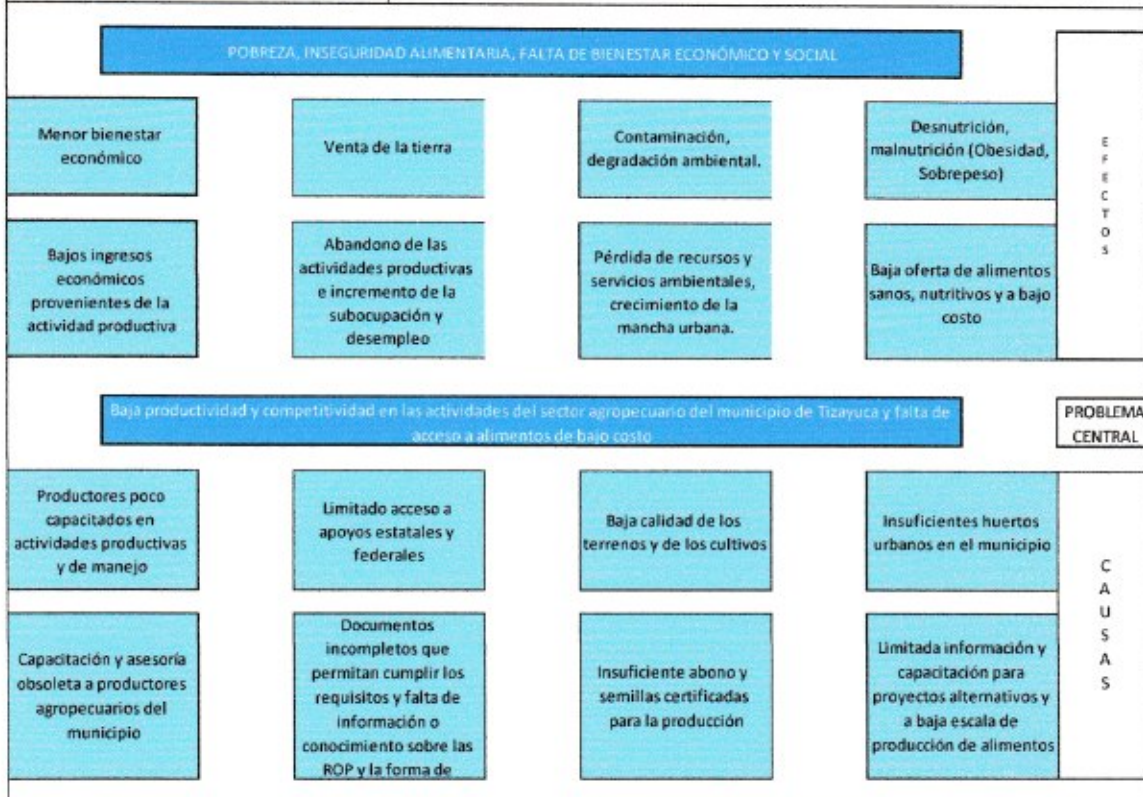 POBREZA, INSEGURIDAD ALIMENTARIA, FALTA DE BIENESTAR ECONÓMICO Y SOCIAL
Menor bienestar
económico
Venta de la tierra
Contaminación,
degradación ambiental.
Desnutrición,
malnutrición (Obesidad,
Sobrepeso)
Bajos ingresos
económicos
provenientes de la
actividad productiva
Abandono de las
actividades productivas
e incremento de la
subocupación y
desempleo
Pérdida de recursos y
servicios ambientales,
crecimiento de la
mancha urbana.
Baja oferta de alimentos
sanos, nutritivos y a bajo
costo
E
F
E
C
T
O
S
Baja productividad y competitividad en las actividades del sector agropecuario del municipio de Tizayuca y falta de
acceso a alimentos de bajo costo
PROBLEMA
CENTRAL
Productores poco
capacitados en
actividades productivas
y de manejo
Limitado acceso a
apoyos estatales y
federales
Baja calidad de los
terrenos y de los cultivos
Insuficientes huertos
urbanos en el municipio
Capacitación y asesoría
obsoleta a productores
agropecuarios del
municipio
Documentos
incompletos que
permitan cumplir los
requisitos y falta de
información o
conocimiento sobre las
ROP y la forma de
Insuficiente abono y
semillas certificadas
para la producción
Limitada información y
capacitación para
proyectos alternativos y
a baja escala de
producción de alimentos
C
A
U
S
A
S